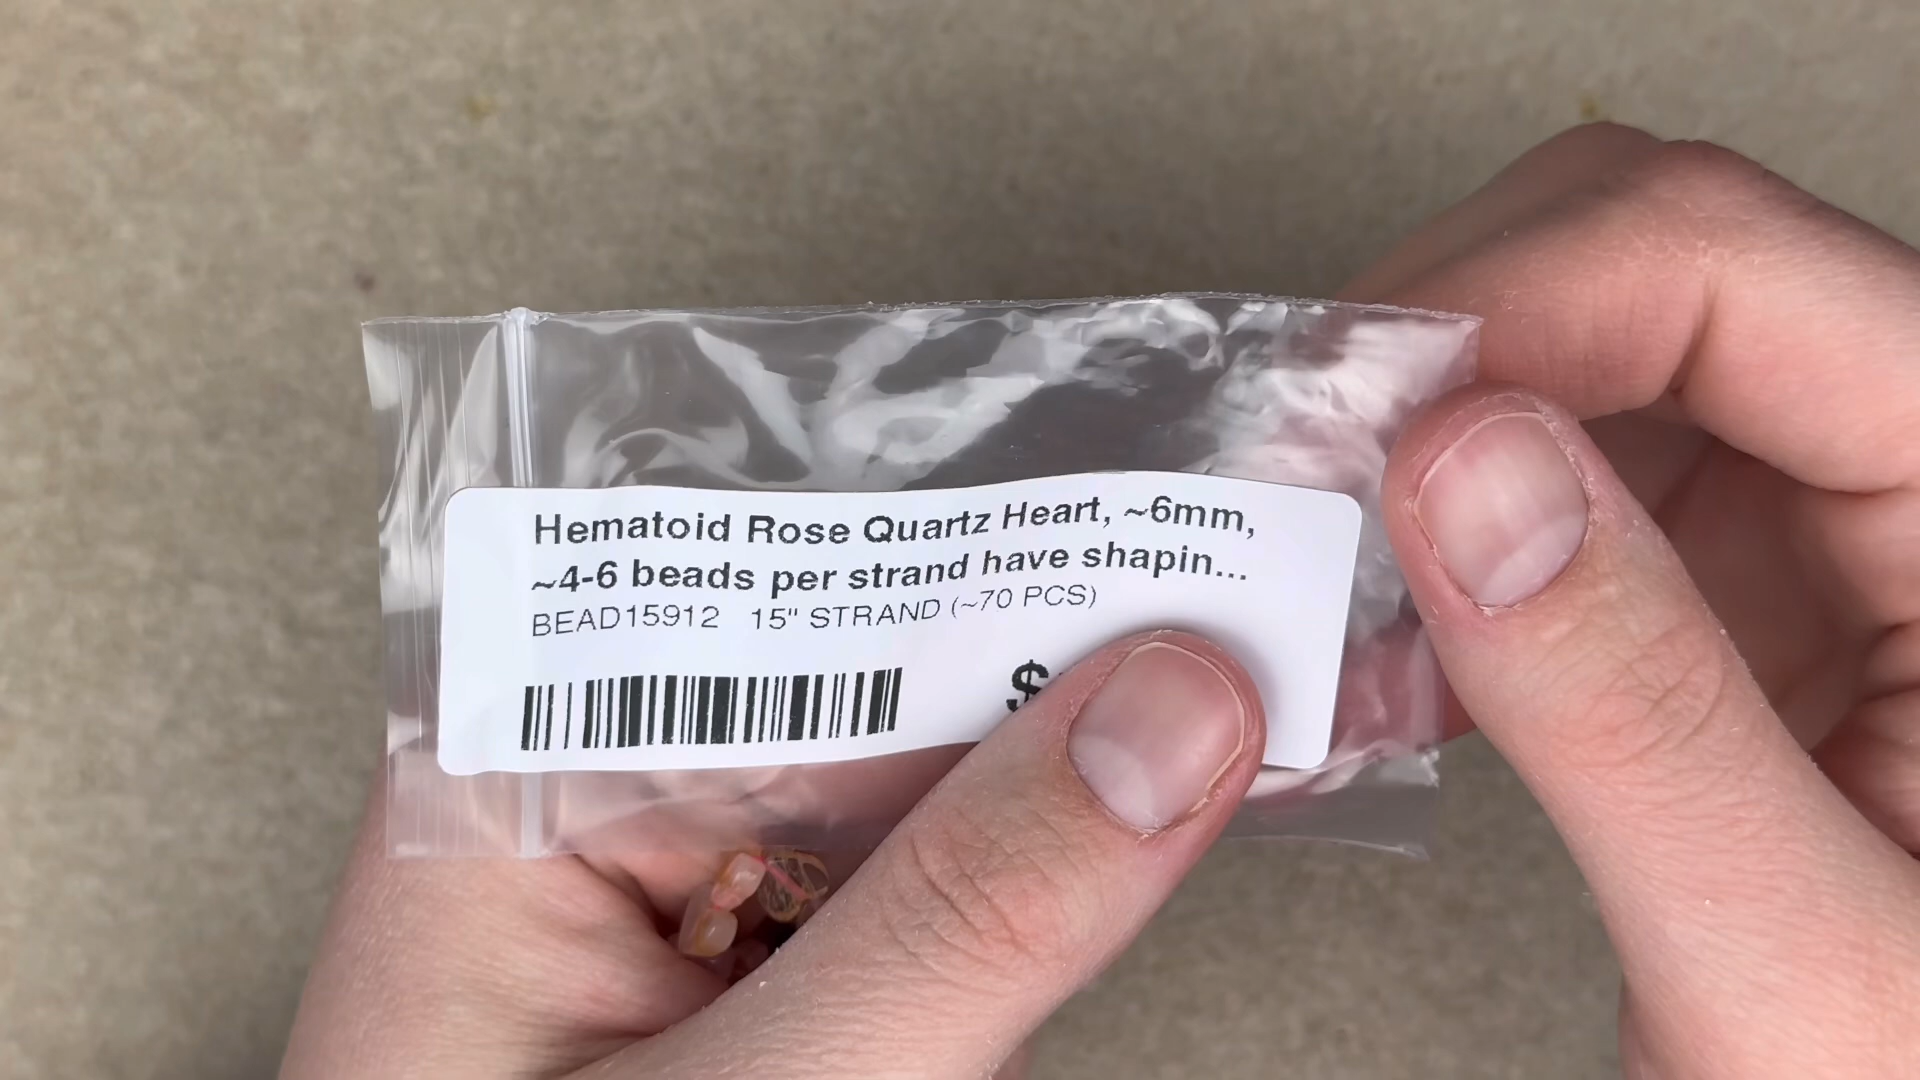 Hematoid Rose Quartz Heart, ~6mm,
~4-6 beads per strand have shapin...
BEAD15912 15" STRAND (~70 PCS)
$